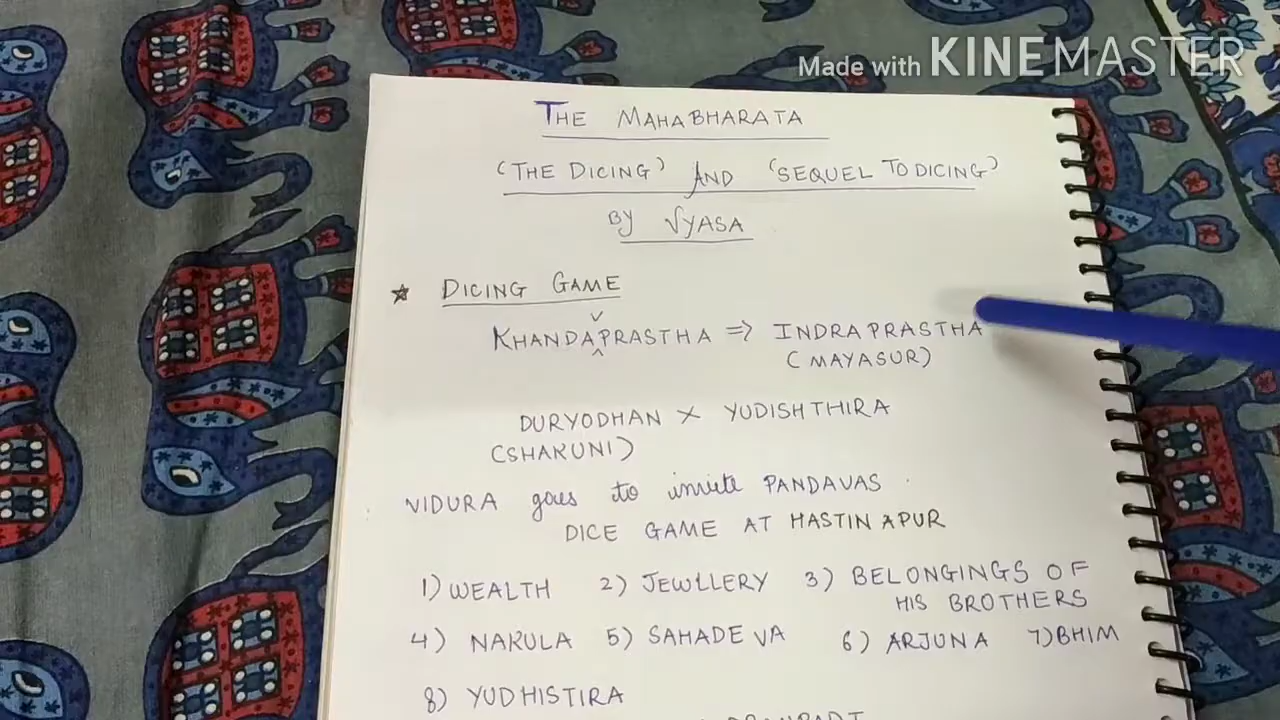 Made with KINEMASTER
THE MAHABHARATA
(THE DICING) AND (SEQUEL TO DICING)
BY VYASA
DICING GAME
KHANDAPRASTHA ⇒ INDRAPRASTHA
(MAYASUR)
DURYODHAN X YUDISHTHIRA
(SHAKUNI)
VIDURA goes to invite PANDAVAS
DICE GAME AT HASTINAPUR
1) WEALTH 2) JEWLLERY 3) BELONGINGS OF
HIS BROTHERS
4) NAKULA 5) SAHADEVA 6) ARJUNA 7) BHIM
8) YUDHISTIRA